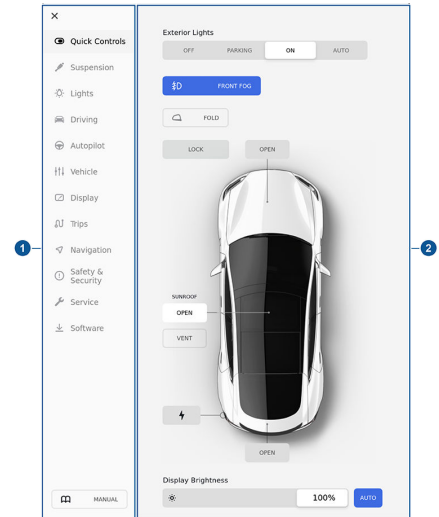 Quick Controls
Suspension
Lights
Driving
Autopilot
Vehicle
Display
Trips
Navigation
Safety &
Security
Service
Software
MANUAL
1
Exterior Lights
OFF PARKING ON AUTO
FRONT FOG
FOLD
LOCK OPEN
SUNROOF
OPEN
VENT
OPEN
Display Brightness
100% AUTO
2